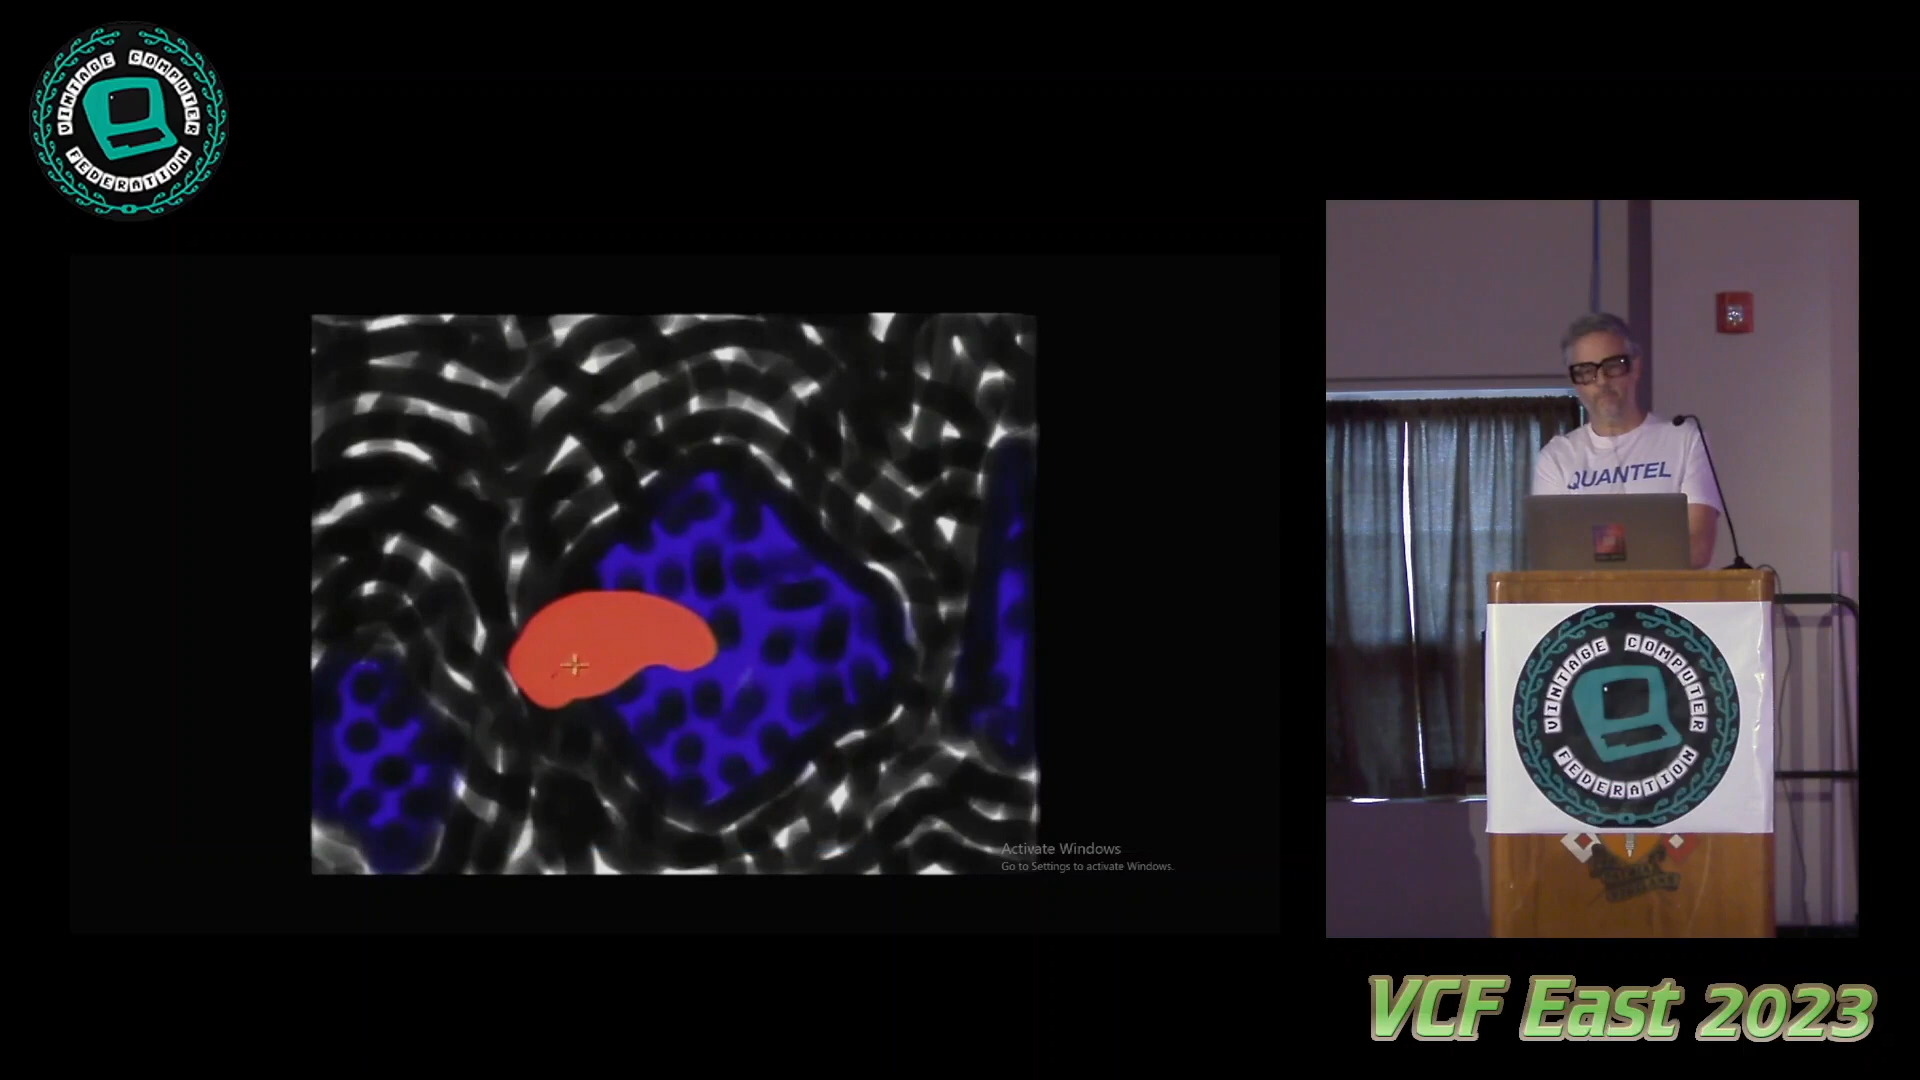 VINTAGE COMPUTER
FEDERATION
QUANTEL
Activate Windows
Go to Settings to activate Windows.
VINTAGE COMPUTER
FEDERATION
VCF East 2023